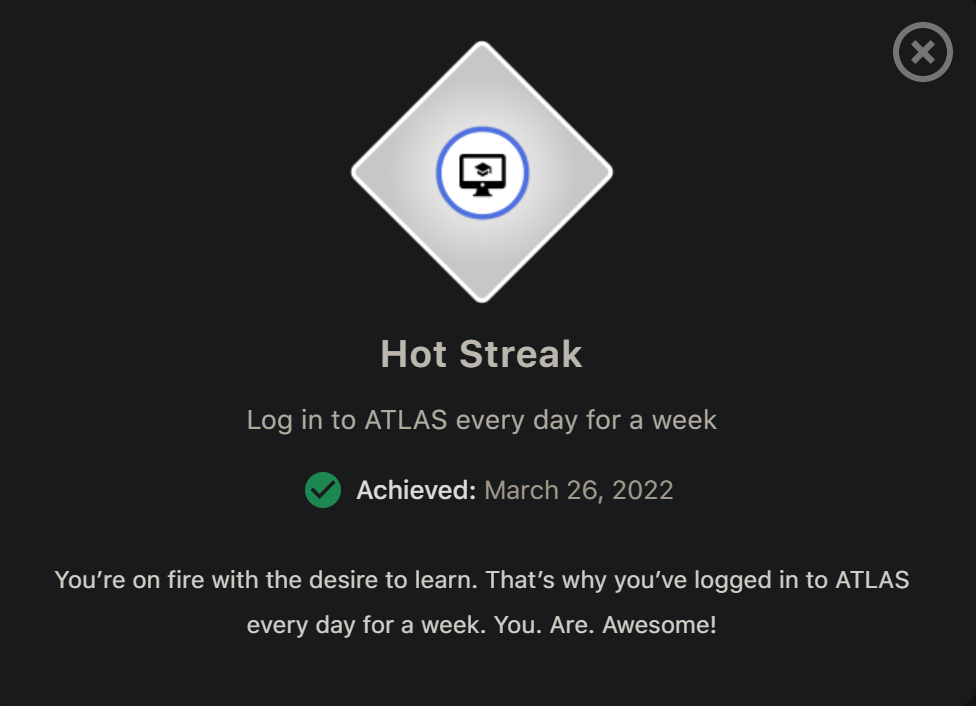 Hot Streak
Log in to ATLAS every day for a week
Achieved: March 26, 2022
You’re on fire with the desire to learn. That’s why you’ve logged in to ATLAS
every day for a week. You. Are. Awesome!